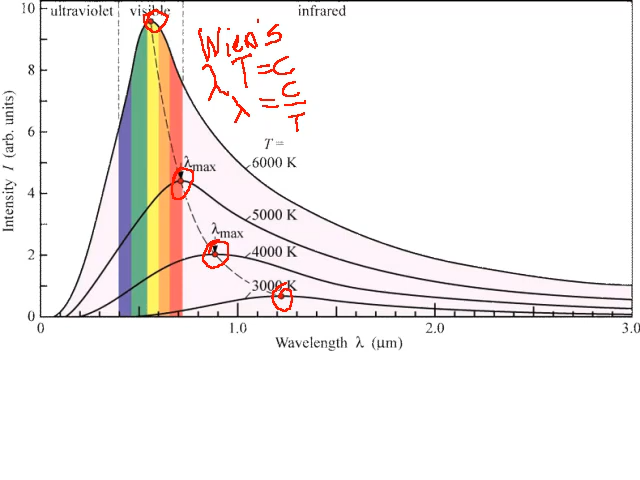 10
ultraviolet visible infrared
Wien's
λ T = C
λ = C/T
8
6
4
2
0
Intensity I (arb. units)
T =
6000 K
λmax
5000 K
λmax
4000 K
3000 K
0 1.0 2.0 3.0
Wavelength λ (μm)